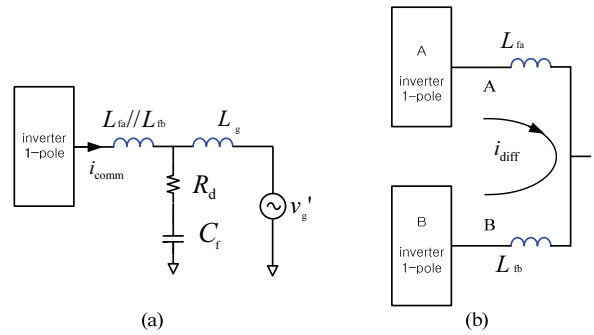 inverter
1-pole
i_comm
L_fa//L_fb
L_g
R_d
C_f
v_g'
(a)
A
inverter
1-pole
L_fa
A
i_diff
B
inverter
1-pole
B
L_fb
(b)